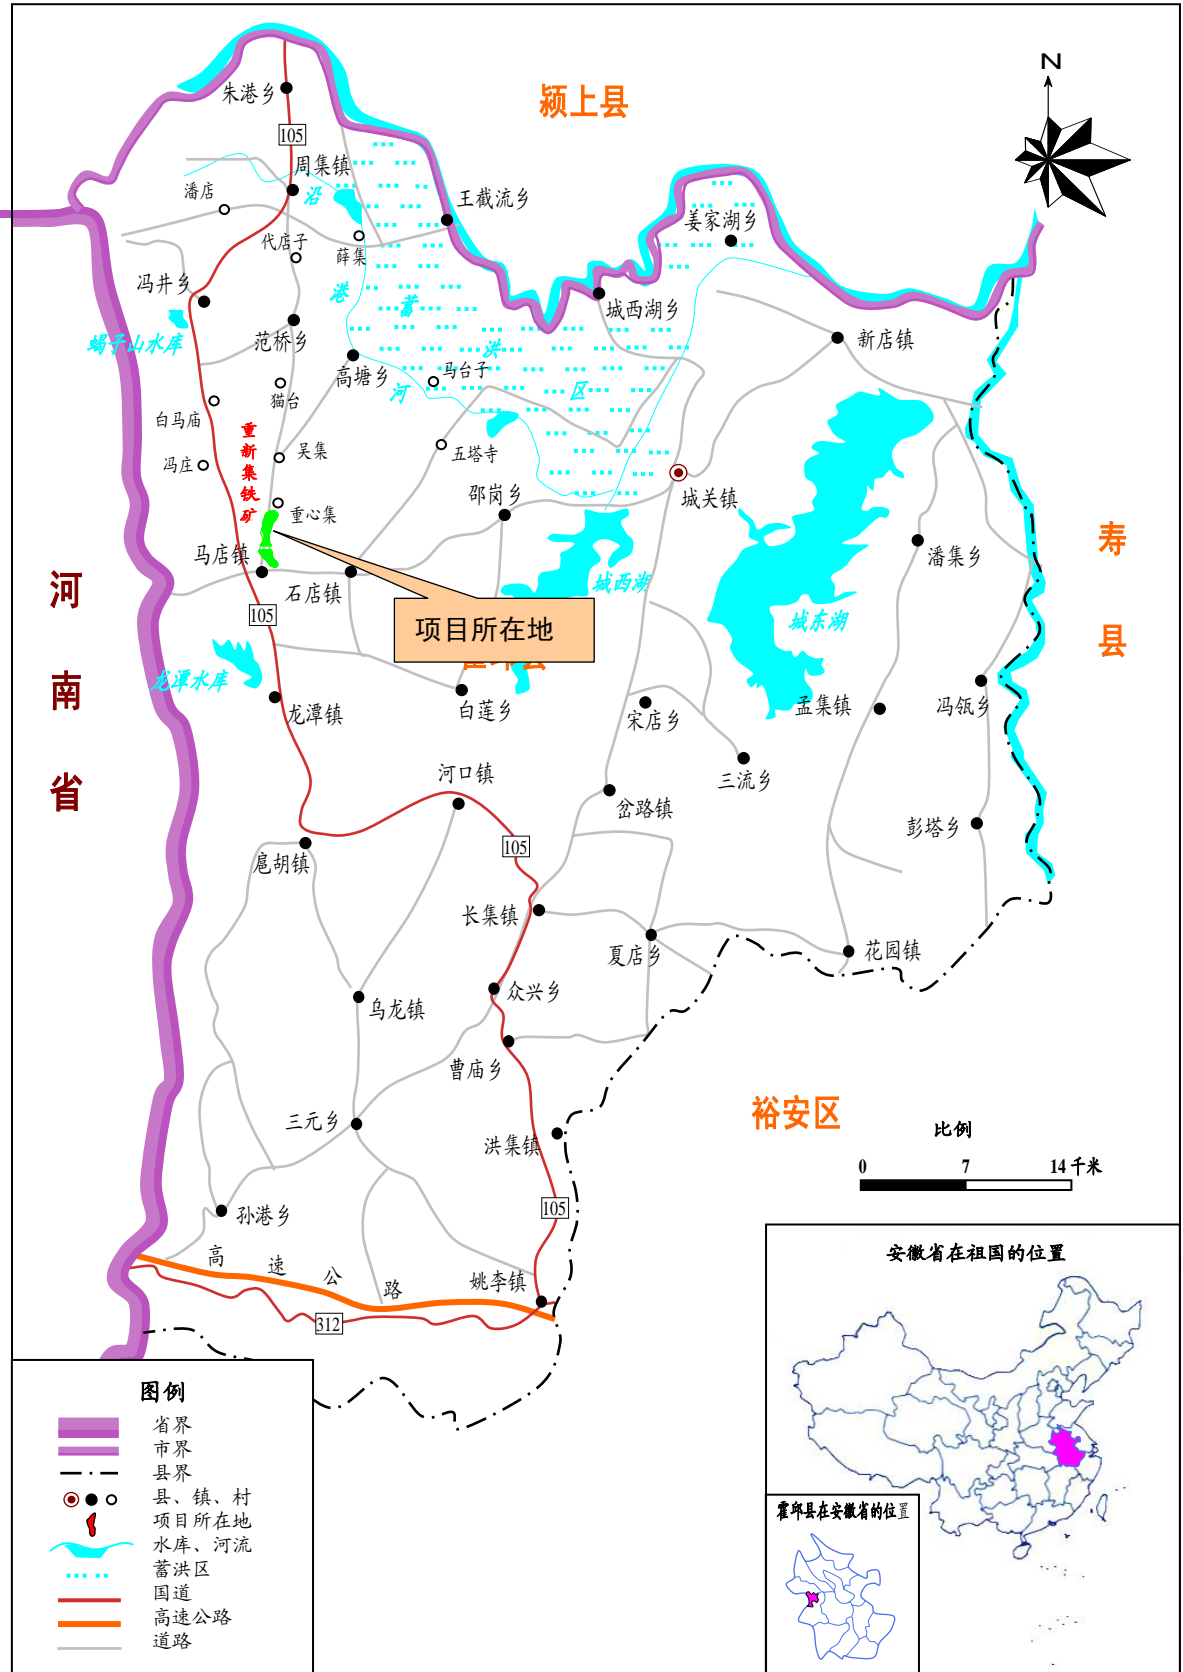 颍上县
N
朱港乡
105
周集镇
潘店
沿
王截流乡
姜家湖乡
代店子
薛集
冯井乡
港
蓄
城西湖乡
蝎子山水库
范桥乡
洪
新店镇
高塘乡
马台子
河
区
猫台
白马庙
重新集铁矿
吴集
五塔寺
冯庄
邵岗乡
城关镇
重心集
寿县
马店镇
潘集乡
河南省
石店镇
城西湖
105
项目所在地
城东湖
龙潭水库
龙潭镇
白莲乡
宋店乡
孟集镇
冯瓴乡
河口镇
三流乡
岔路镇
彭塔乡
105
扈胡镇
长集镇
夏店乡
花园镇
众兴乡
乌龙镇
曹庙乡
裕安区
三元乡
洪集镇
比例
0 7 14 千米
孙港乡
105
高速公路
姚李镇
312
安徽省在祖国的位置
霍邱县在安徽省的位置
图例
省界
市界
县界
县、镇、村
项目所在地
水库、河流
蓄洪区
国道
高速公路
道路